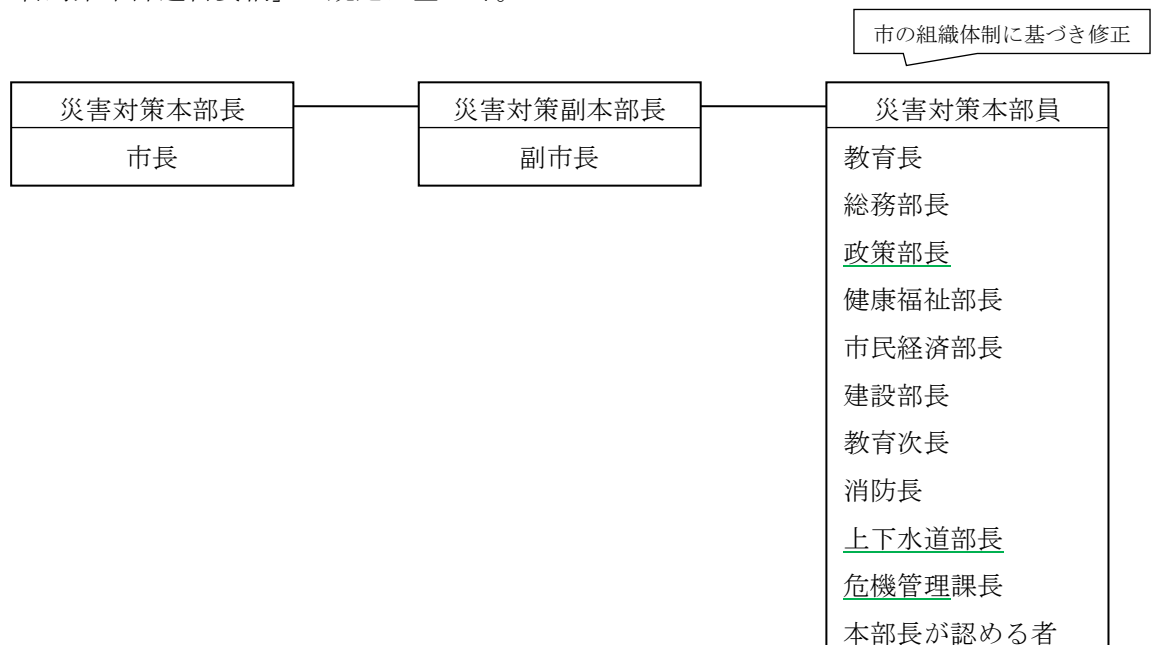 市の組織体制に基づき修正
災害対策本部長
市長
災害対策副本部長
副市長
災害対策本部員
教育長
総務部長
政策部長
健康福祉部長
市民経済部長
建設部長
教育次長
消防長
上下水道部長
危機管理課長
本部長が認める者